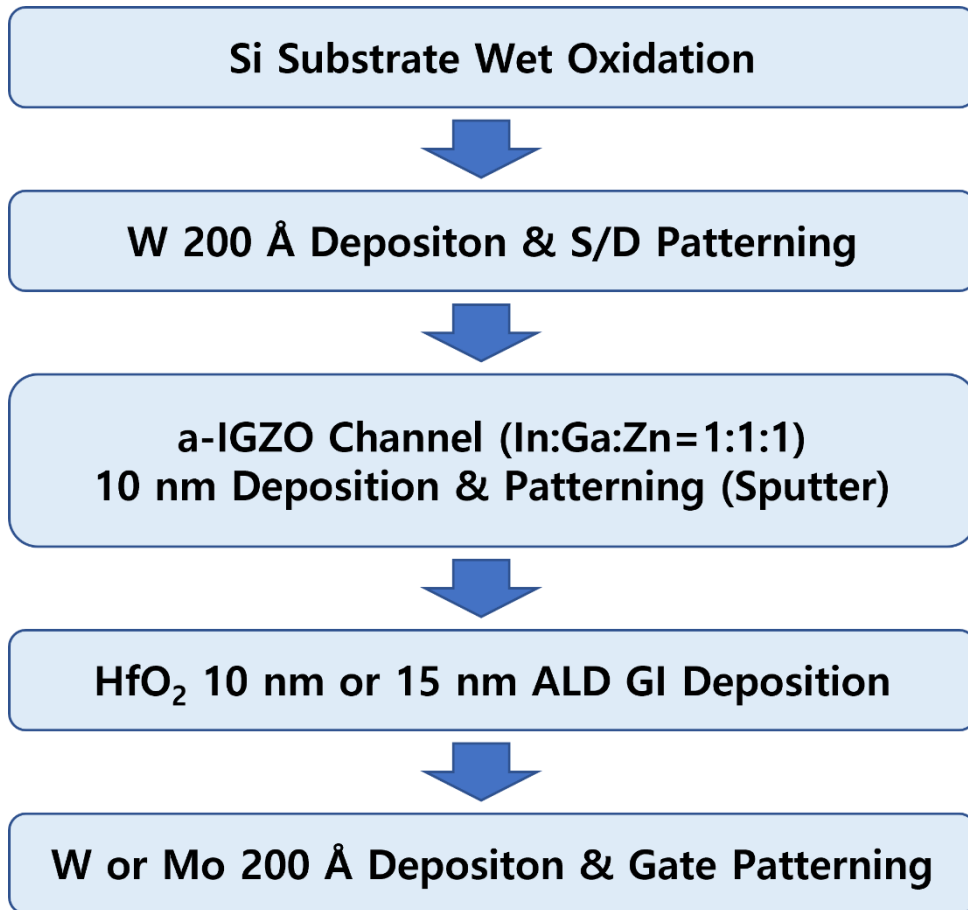 Si Substrate Wet Oxidation
W 200 Å Depositon & S/D Patterning
a-IGZO Channel (In:Ga:Zn=1:1:1)
10 nm Deposition & Patterning (Sputter)
HfO₂ 10 nm or 15 nm ALD GI Deposition
W or Mo 200 Å Depositon & Gate Patterning